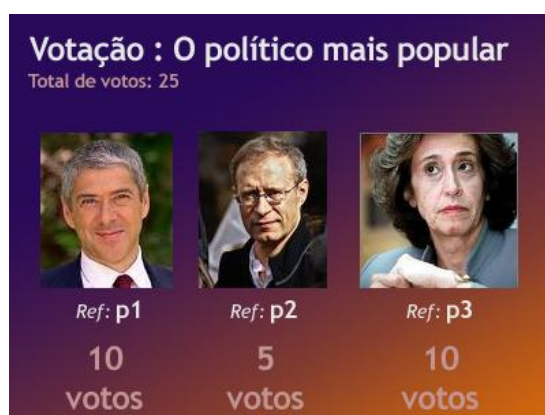 Votação : O político mais popular
Total de votos: 25
Ref: p1 Ref: p2 Ref: p3
10 5 10
votos votos votos